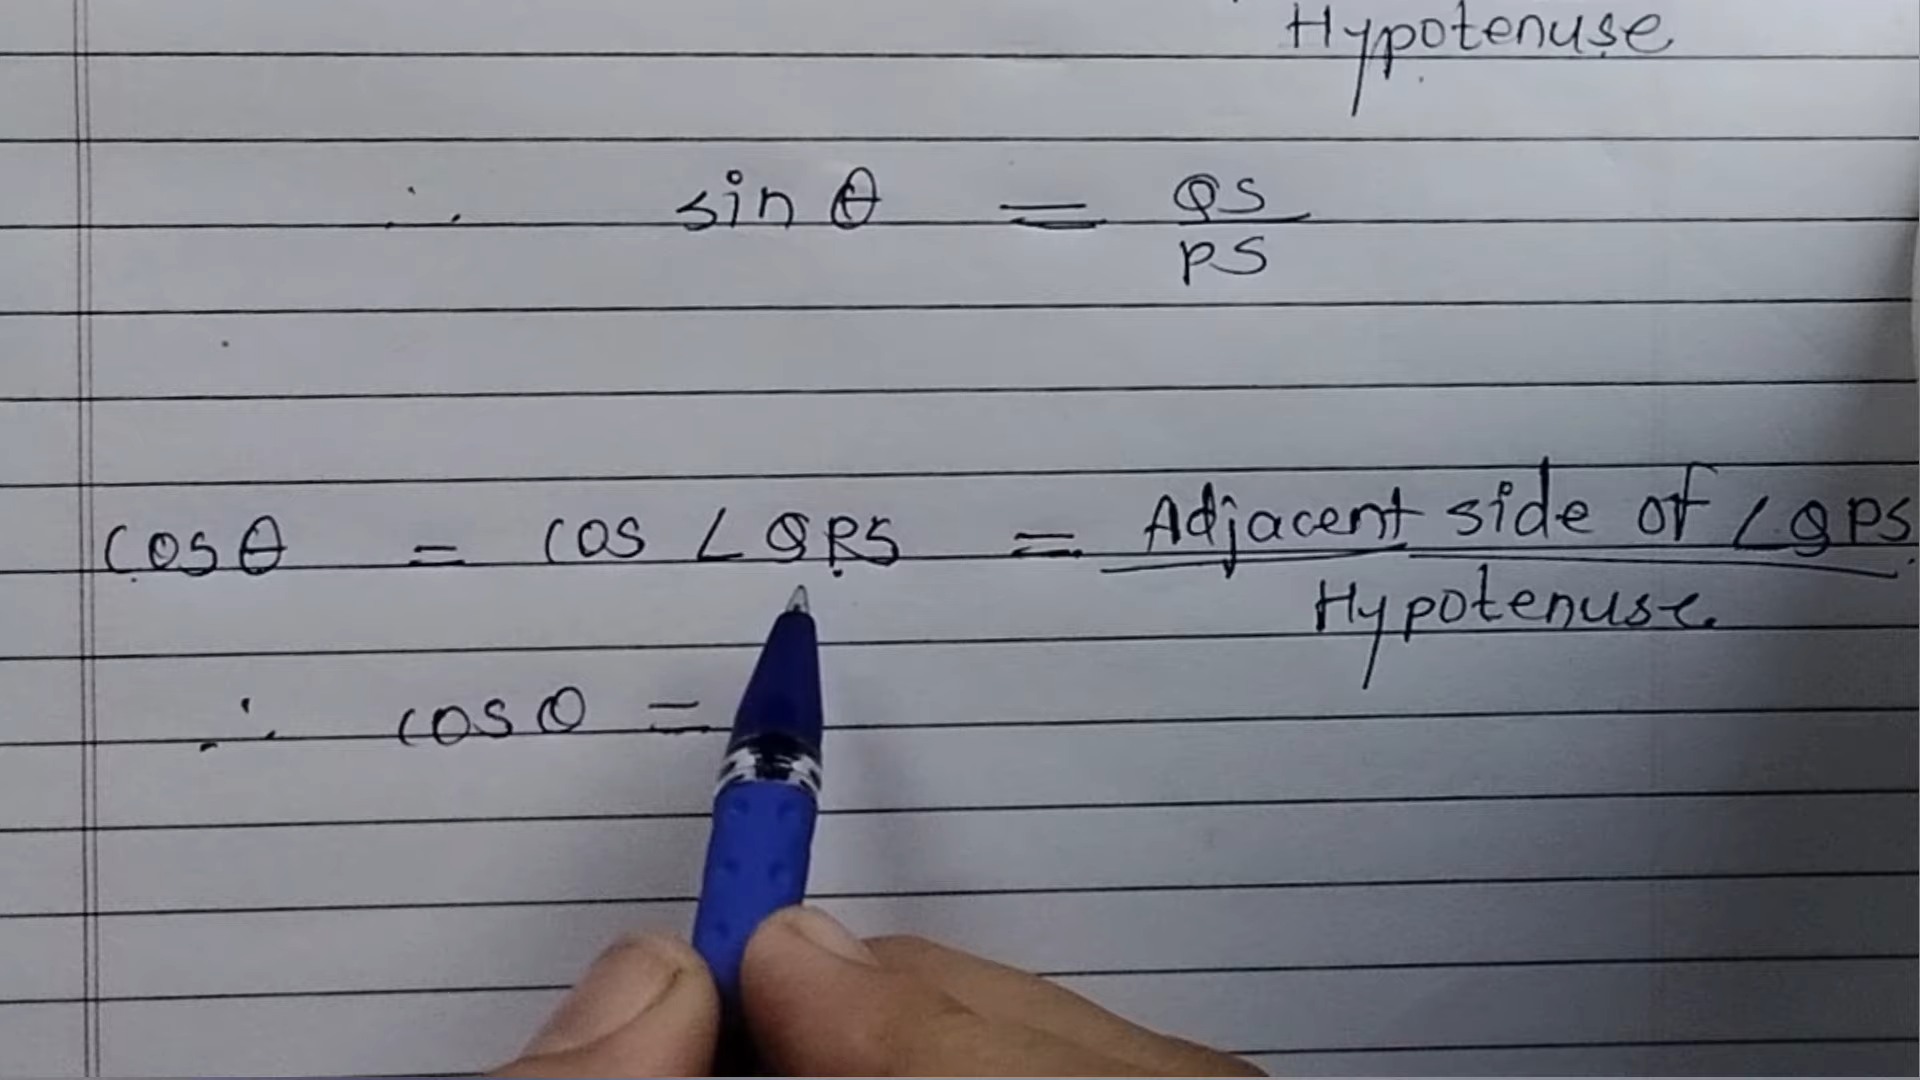 Hypotenuse
∴ sin θ = QS/PS
cos θ = cos ∠QPS = Adjacent side of ∠QPS/Hypotenuse.
∴ cos θ =